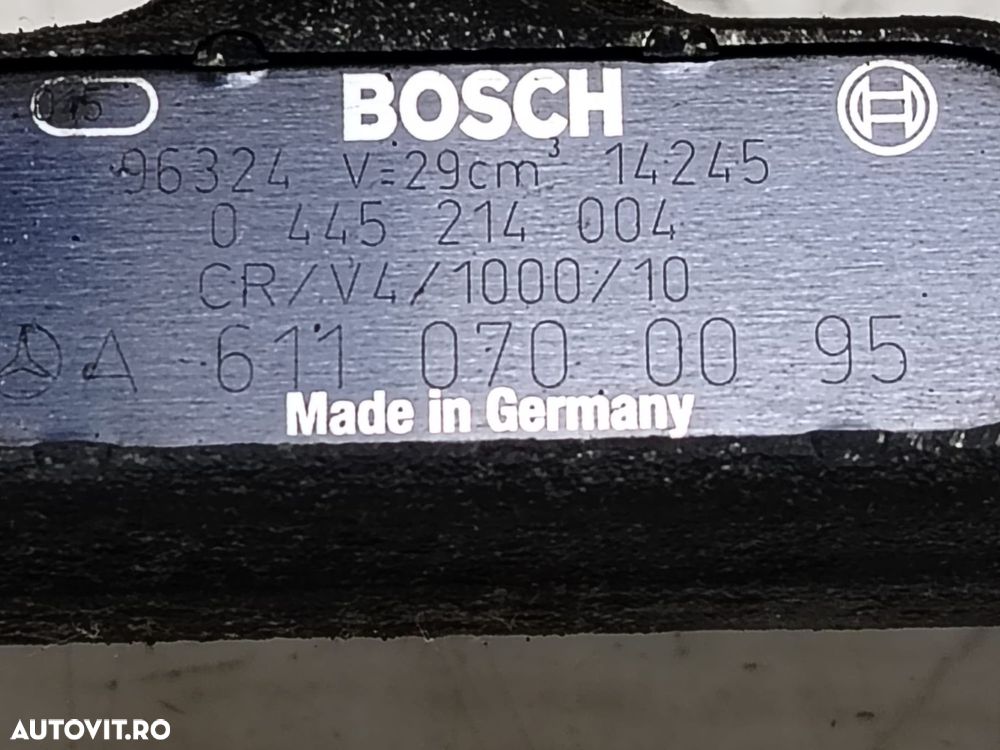 045
BOSCH
96324 V=29cm³ 14245
0 445 214 004
CR/V4/1000/10
A 611 070 00 95
Made in Germany
AUTOVIT.RO